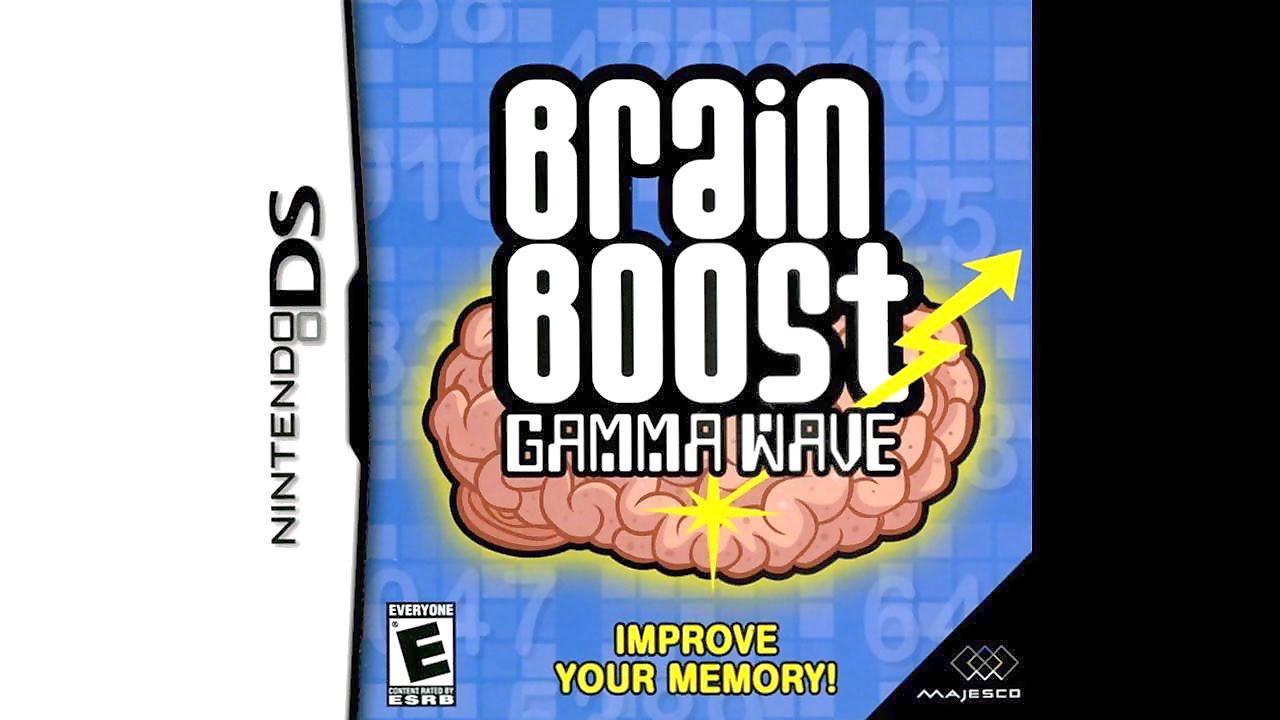 NINTENDO DS
Brain
Boost
GAMMA WAVE
IMPROVE
YOUR MEMORY!
EVERYONE
E
CONTENT RATED BY
ESRB
MAJESCO